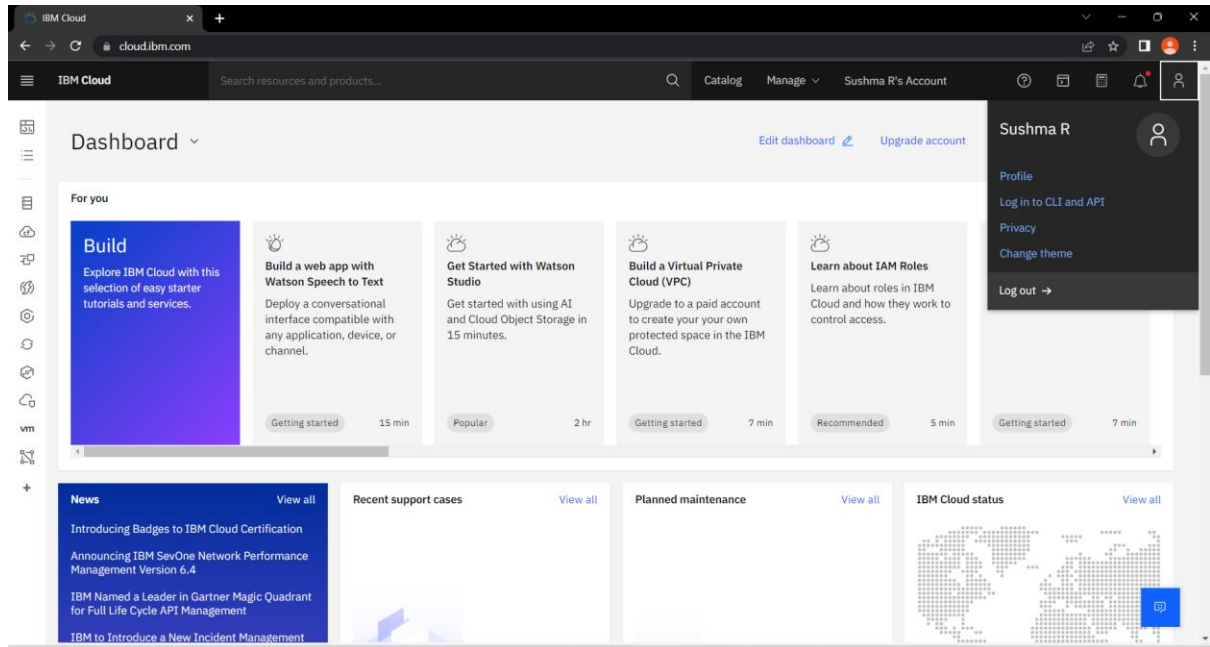 IBM Cloud
cloud.ibm.com
IBM Cloud
Search resources and products...
Catalog
Manage
Sushma R's Account
Sushma R
Profile
Log in to CLI and API
Privacy
Change theme
Log out →
vm
Dashboard
Edit dashboard
Upgrade account
For you
Build
Explore IBM Cloud with this
selection of easy starter
tutorials and services.
Build a web app with
Watson Speech to Text
Deploy a conversational
interface compatible with
any application, device, or
channel.
Getting started
15 min
Get Started with Watson
Studio
Get started with using AI
and Cloud Object Storage in
15 minutes.
Popular
2 hr
Build a Virtual Private
Cloud (VPC)
Upgrade to a paid account
to create your your own
protected space in the IBM
Cloud.
Getting started
7 min
Learn about IAM Roles
Learn about roles in IBM
Cloud and how they work to
control access.
Recommended
5 min
Getting started
7 min
News
View all
Introducing Badges to IBM Cloud Certification
Announcing IBM SevOne Network Performance
Management Version 6.4
IBM Named a Leader in Gartner Magic Quadrant
for Full Life Cycle API Management
IBM to Introduce a New Incident Management
Recent support cases
View all
Planned maintenance
View all
IBM Cloud status
View all